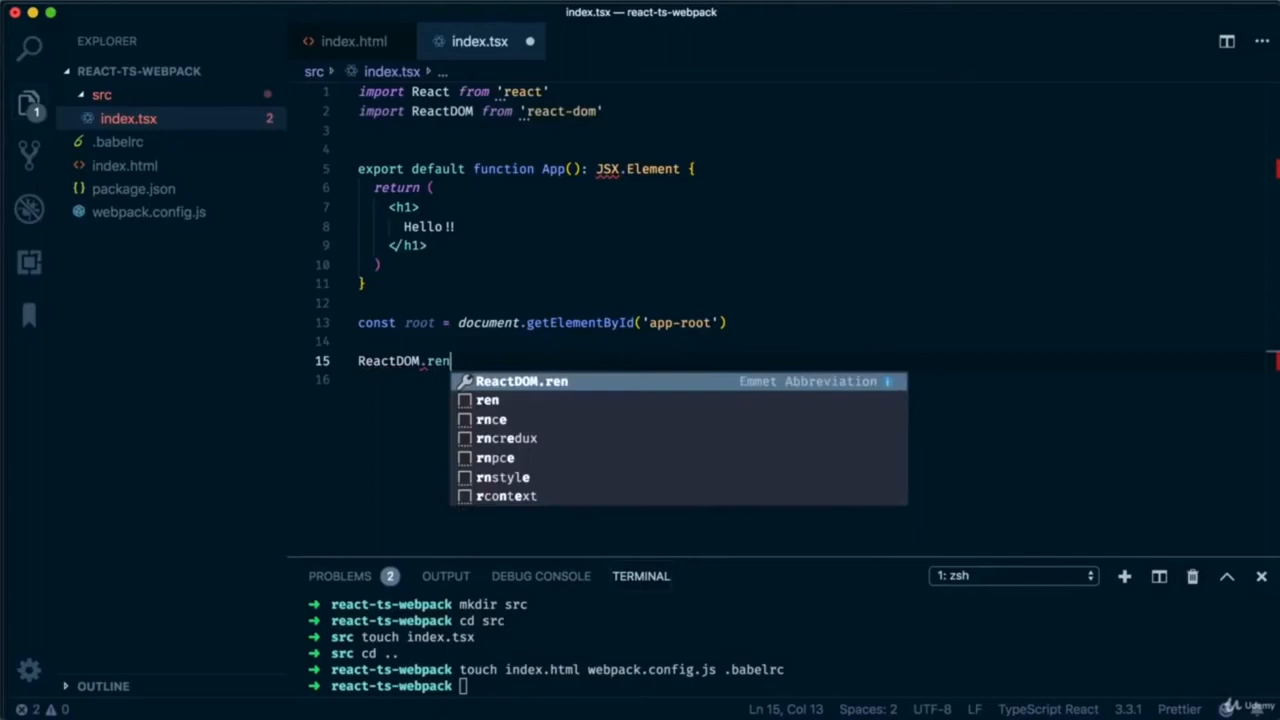 index.tsx — react-ts-webpack
EXPLORER
REACT-TS-WEBPACK
src
index.tsx 2
.babelrc
index.html
package.json
webpack.config.js
OUTLINE
1
index.html
index.tsx
src index.tsx ...
1 import React from 'react'
2 import ReactDOM from 'react-dom'
3
4
5 export default function App(): JSX.Element {
6 return (
7 <h1>
8 Hello!!
9 </h1>
10 )
11 }
12
13 const root = document.getElementById('app-root')
14
15 ReactDOM.ren
16
ReactDOM.ren Emmet Abbreviation
ren
rnce
rncredux
rnpce
rnstyle
rcontext
PROBLEMS 2 OUTPUT DEBUG CONSOLE TERMINAL 1: zsh
➜ react-ts-webpack mkdir src
➜ react-ts-webpack cd src
➜ src touch index.tsx
➜ src cd ..
➜ react-ts-webpack touch index.html webpack.config.js .babelrc
➜ react-ts-webpack
2 0 Ln 15, Col 13 Spaces: 2 UTF-8 LF TypeScript React 3.3.1 Prettier
Udemy